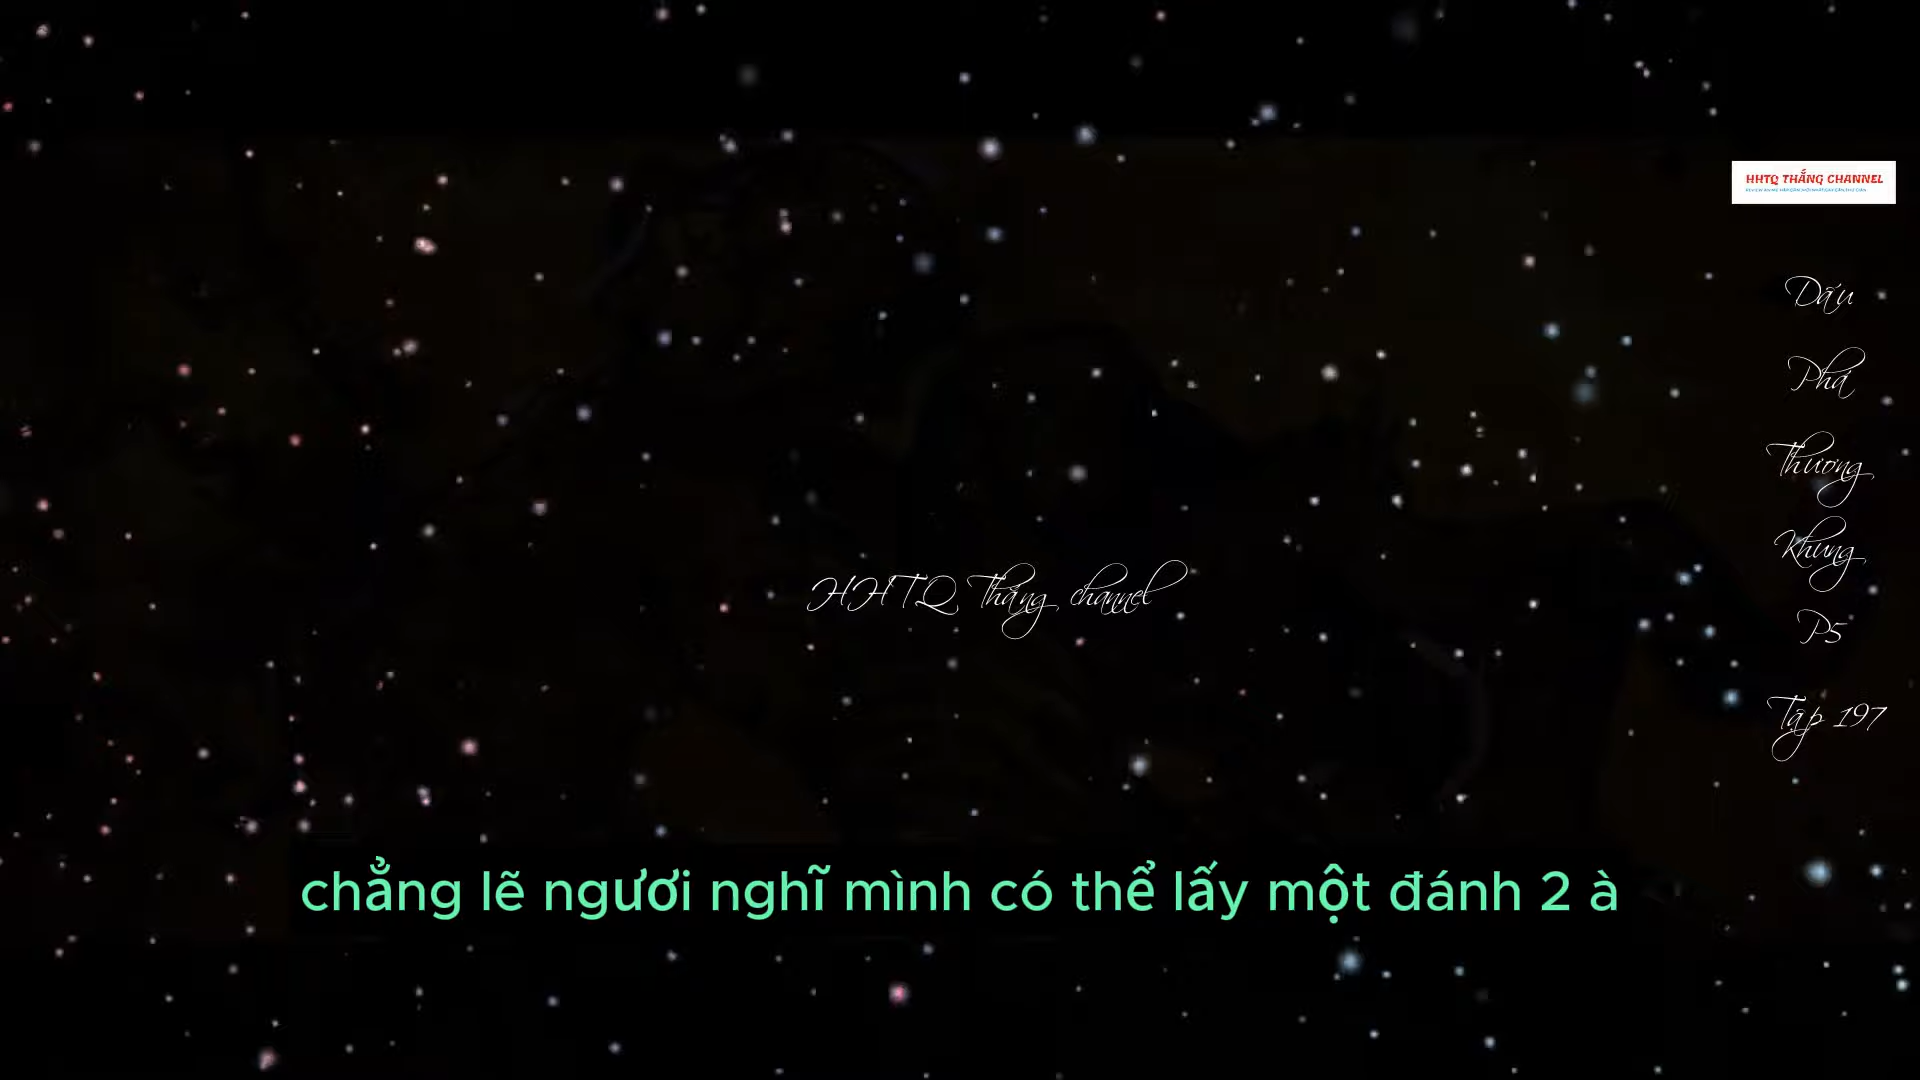 HHTQ THẮNG CHANNEL
Dấu
Phá
Thương
Khung
P5
Tập 197
HHTQ Thắng channel
chẳng lẽ ngươi nghĩ mình có thể lấy một đánh 2 à